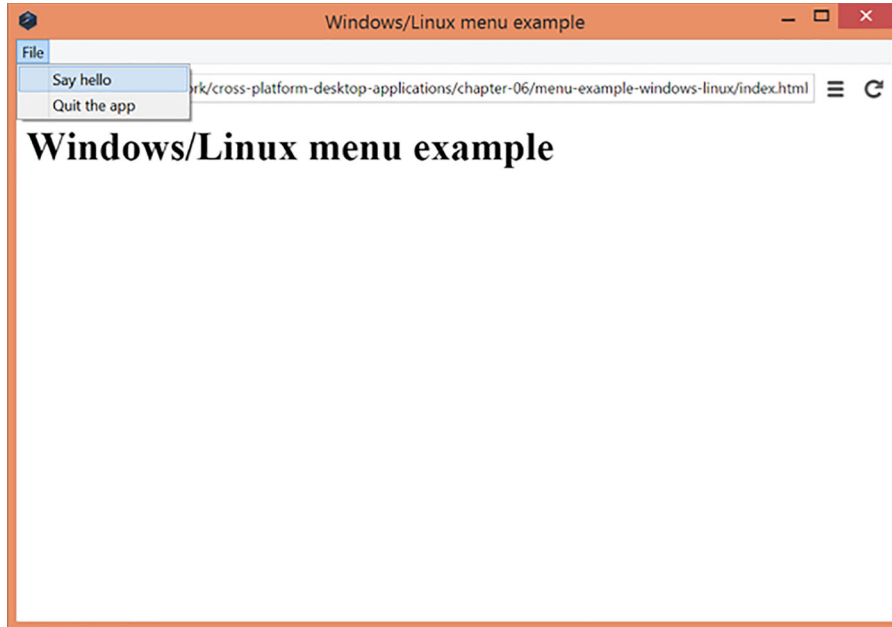 Windows/Linux menu example
File
Say hello
rk/cross-platform-desktop-applications/chapter-06/menu-example-windows-linux/index.html
Quit the app
Windows/Linux menu example